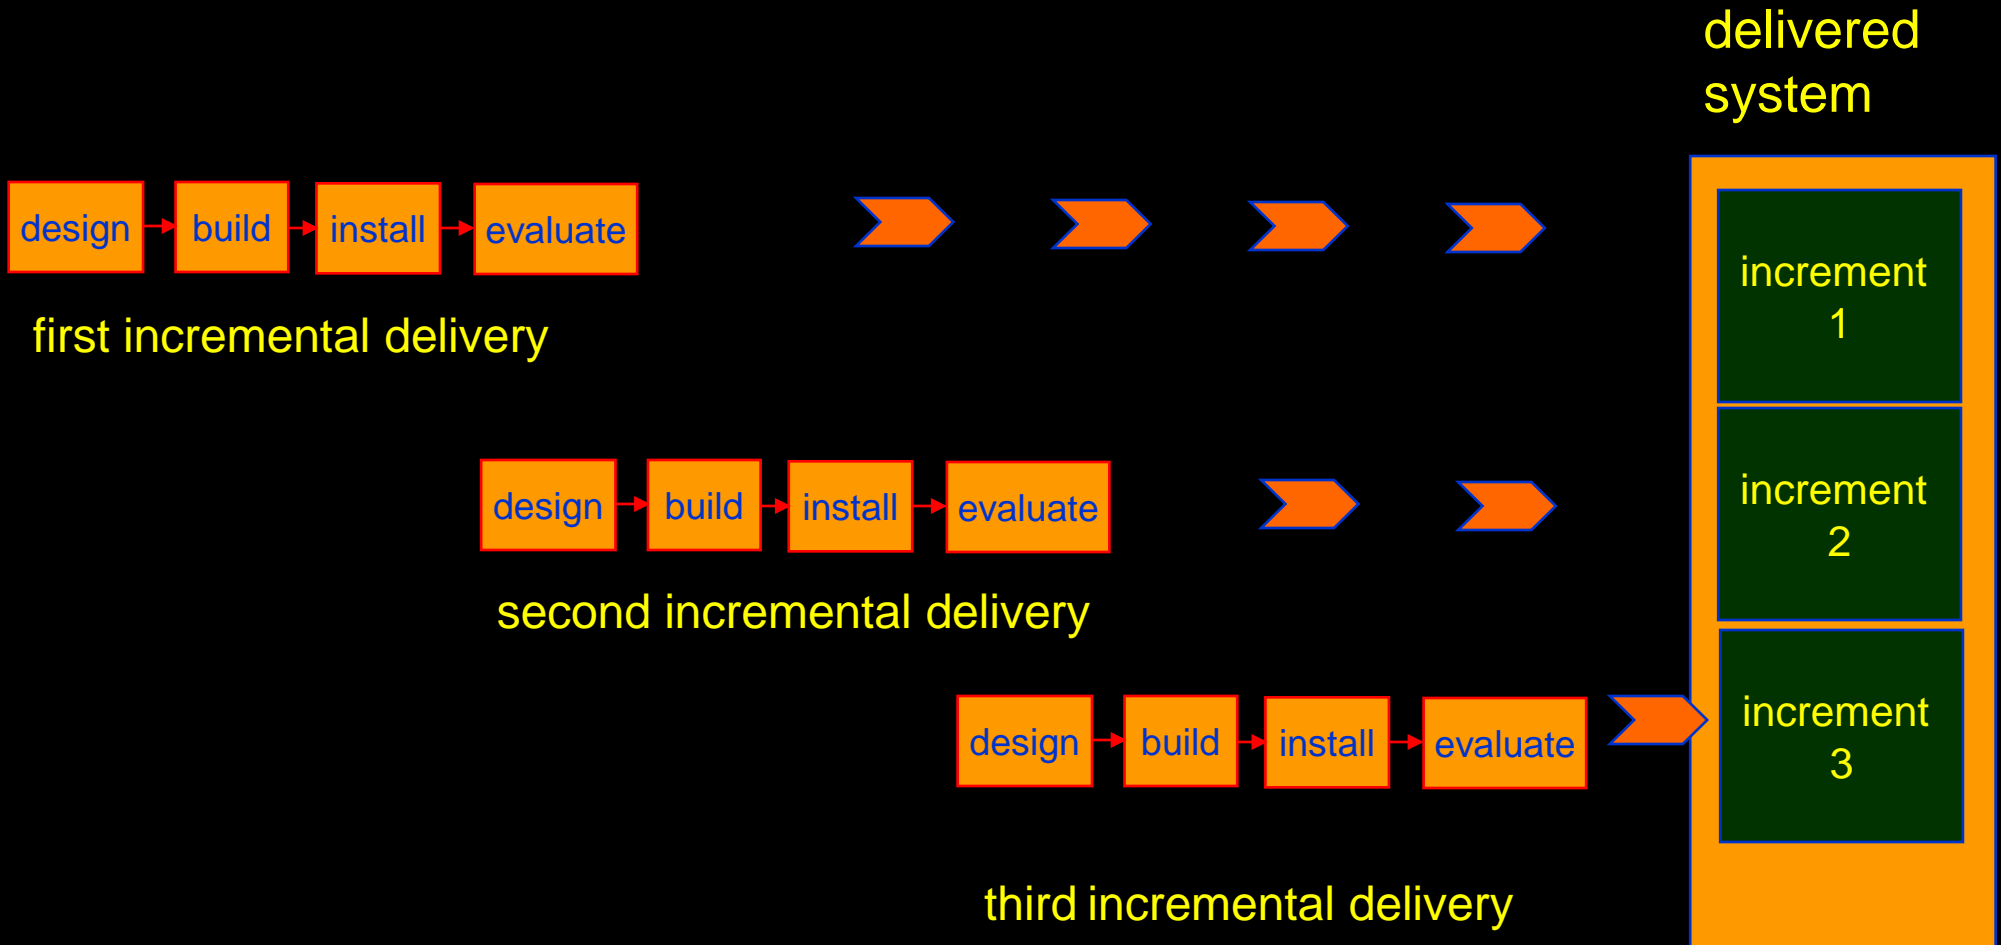 delivered
system
design build install evaluate
first incremental delivery
increment
1
design build install evaluate
second incremental delivery
increment
2
design build install evaluate
third incremental delivery
increment
3